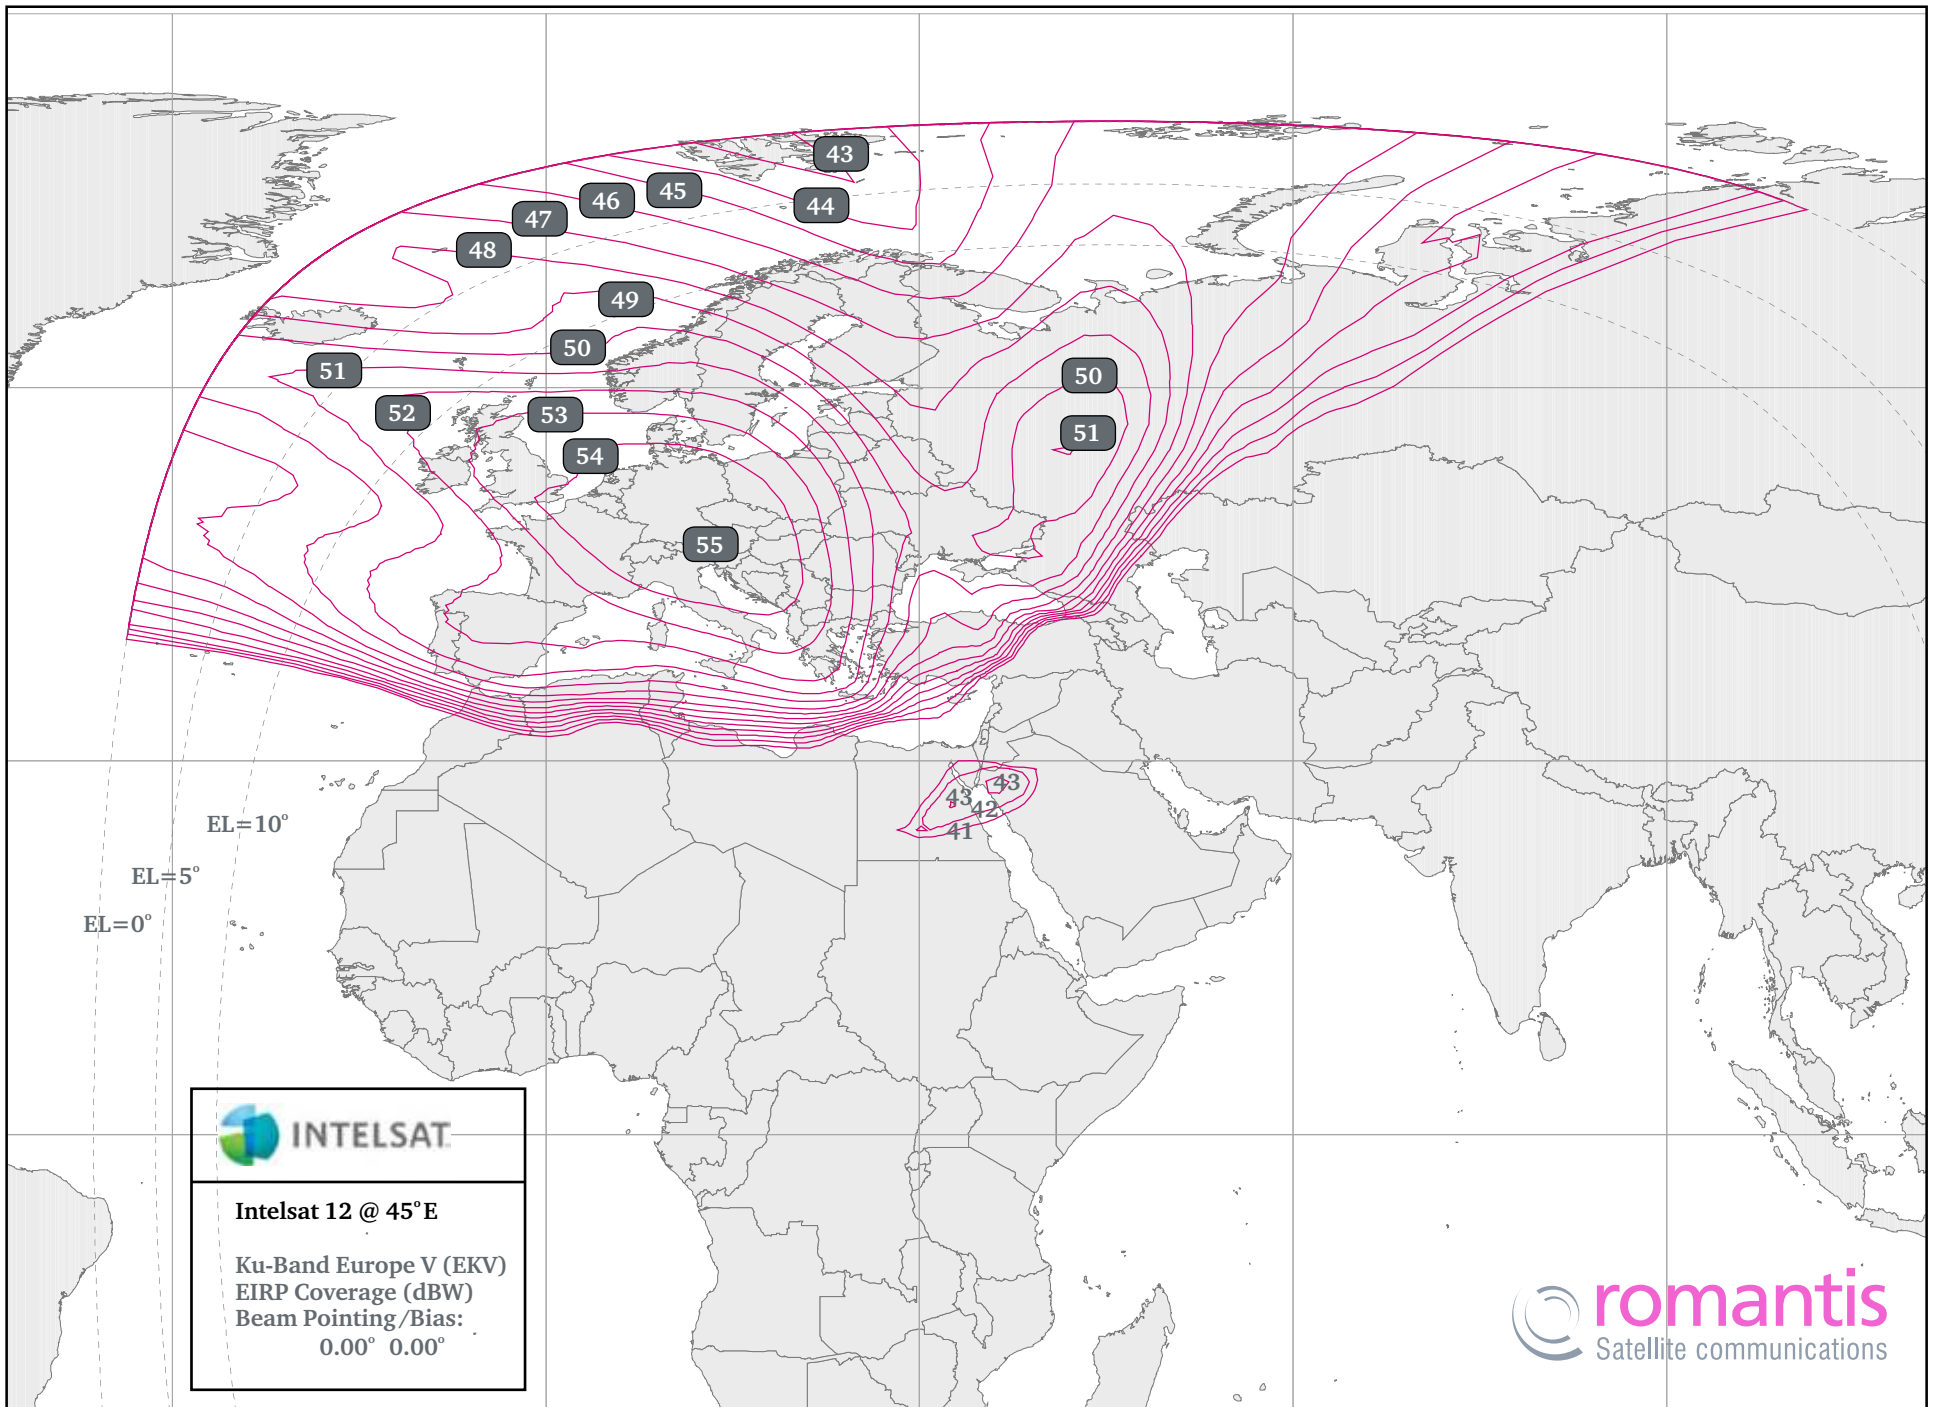 43
45
46
44
47
48
49
50
51
50
52
53
51
54
55
43
43
42
41
EL=10°
EL=5°
EL=0°
INTELSAT
Intelsat 12 @ 45°E
Ku-Band Europe V (EKV)
EIRP Coverage (dBW)
Beam Pointing/Bias:
0.00° 0.00°
romantis
Satellite communications